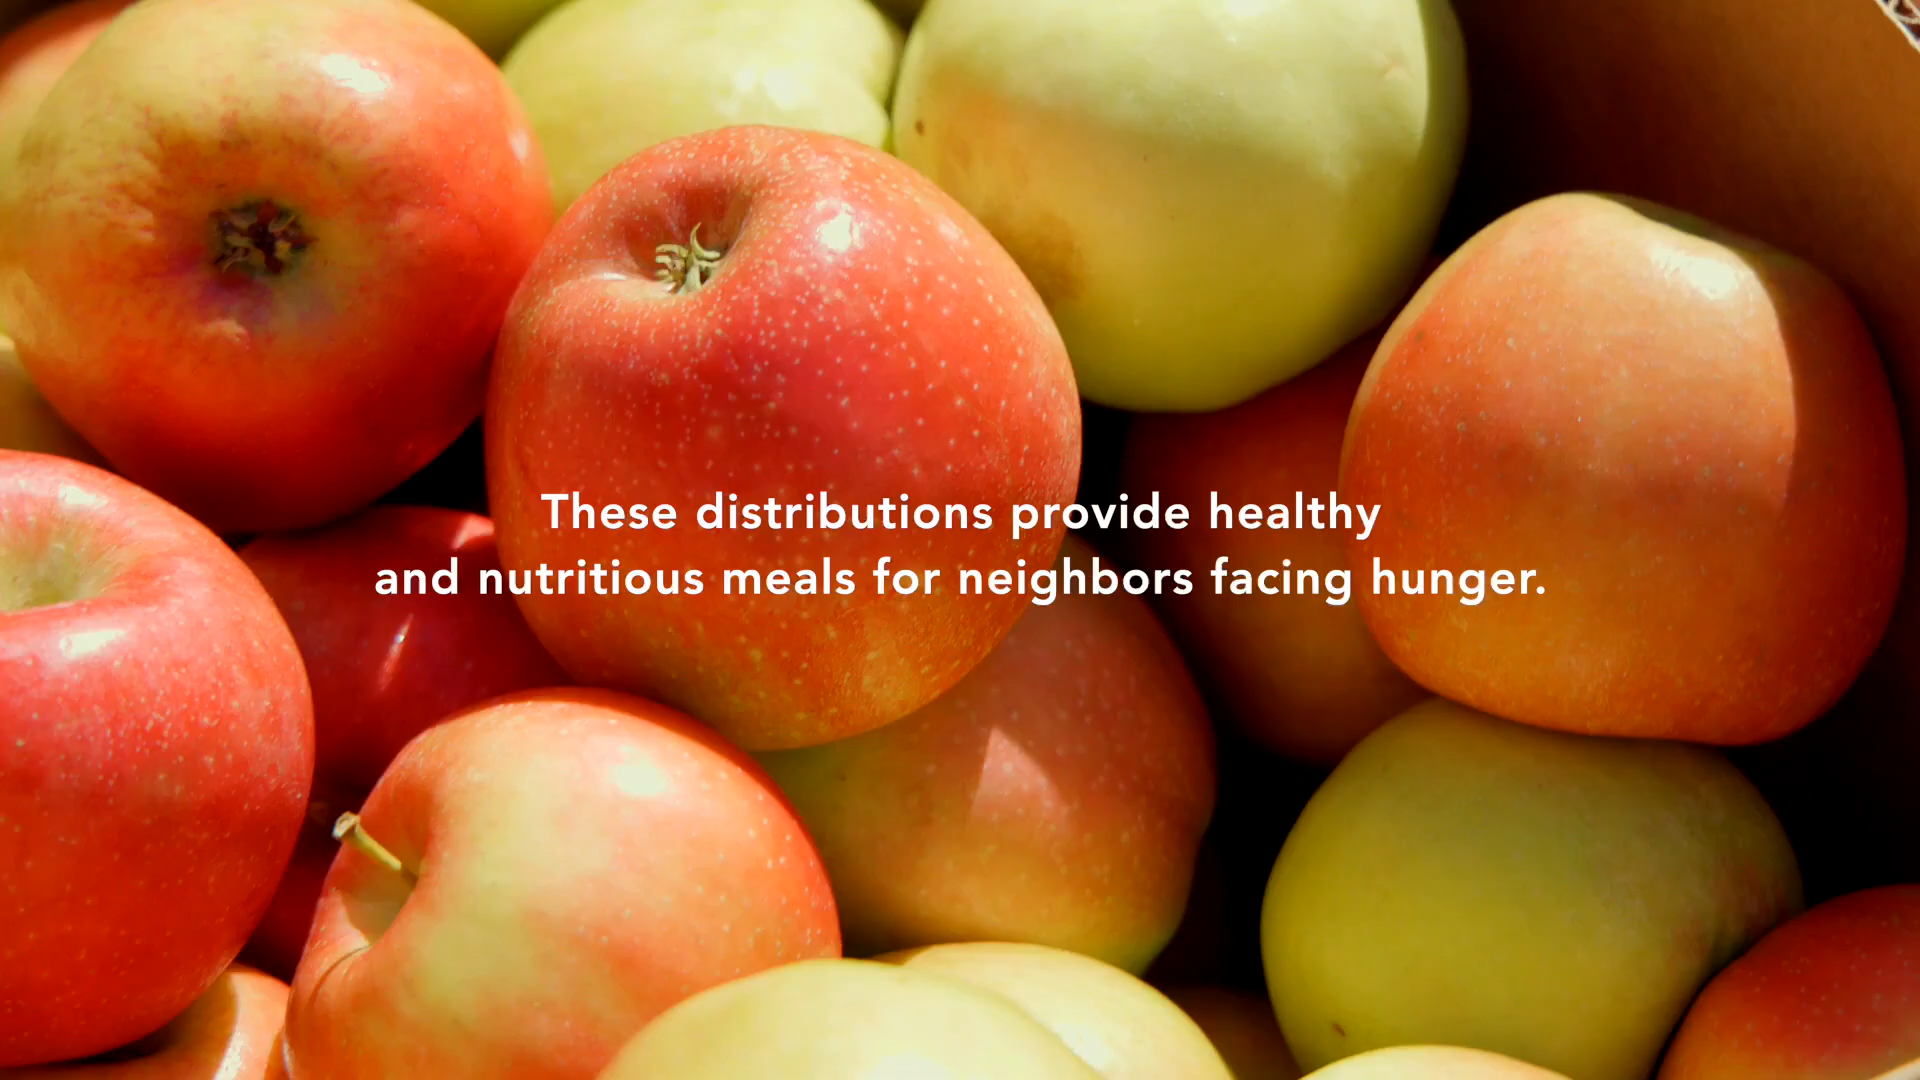 These distributions provide healthy
and nutritious meals for neighbors facing hunger.